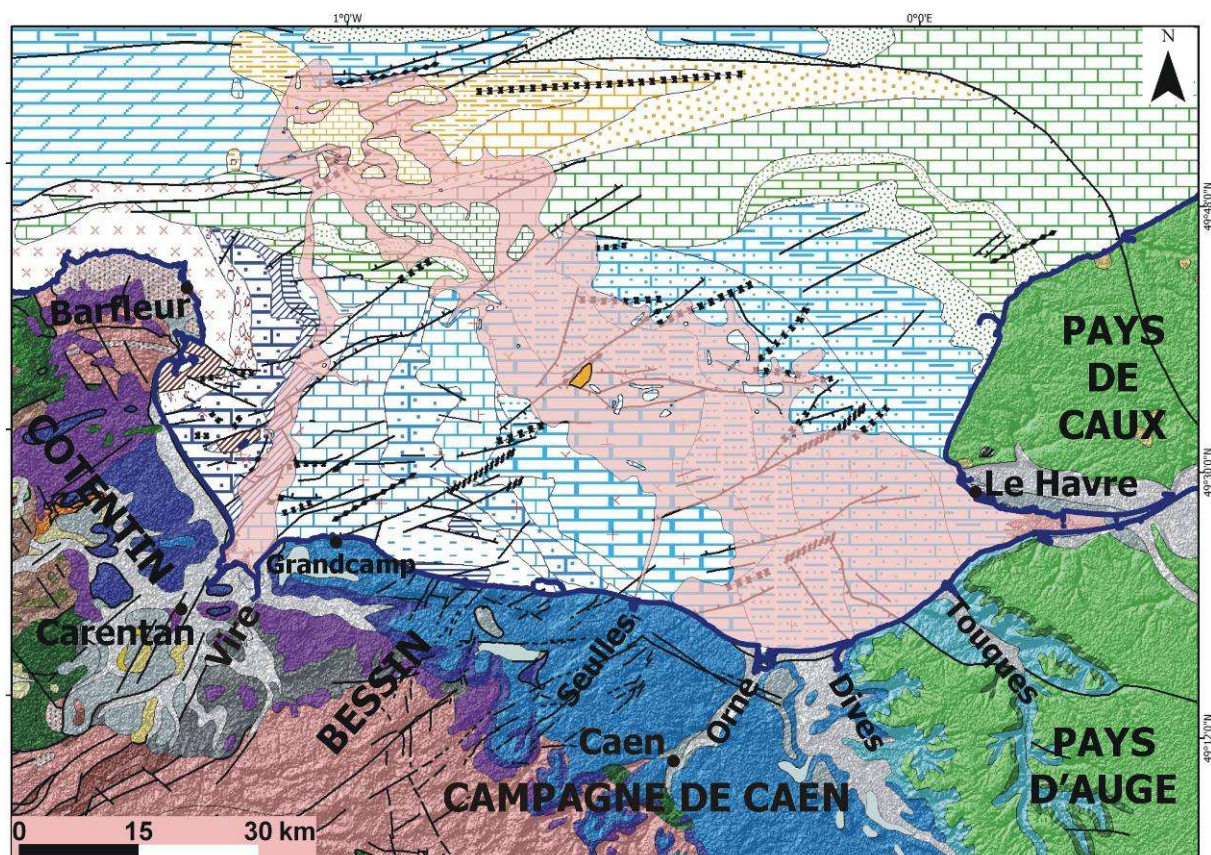 1°0'W
0°0'E
N
49°48'0"N
PAYS
DE
CAUX
Barfleur
COTENTIN
Le Havre
49°30'0"N
Grandcamp
Carentan
Vire
BESSIN
Seulles
Orne
Dives
Touques
49°12'0"N
Caen
PAYS
D'AUGE
CAMPAGNE DE CAEN
0 15 30 km